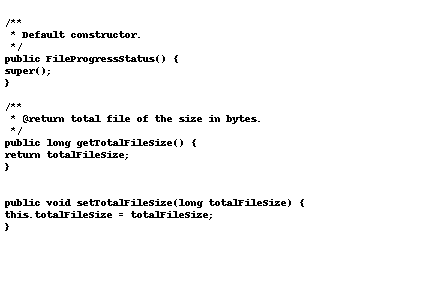 /**
 * Default constructor.
 */
public FileProgressStatus() {
super();
}
/**
 * @return total file of the size in bytes.
 */
public long getTotalFileSize() {
return totalFileSize;
}
public void setTotalFileSize(long totalFileSize) {
this.totalFileSize = totalFileSize;
}